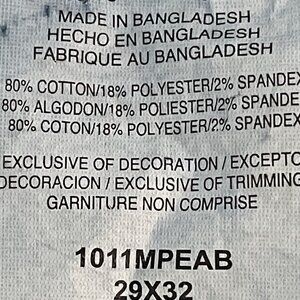 MADE IN BANGLADESH
HECHO EN BANGLADESH
FABRIQUE AU BANGLADESH
80% COTTON/18% POLYESTER/2% SPANDEX
80% ALGODON/18% POLIESTER/2% SPANDEX
80% COTON/18% POLYESTER/2% SPANDEX
EXCLUSIVE OF DECORATION / EXCEPTO
DECORACION / EXCLUSIVE OF TRIMMING
GARNITURE NON COMPRISE
1011MPEAB
29X32